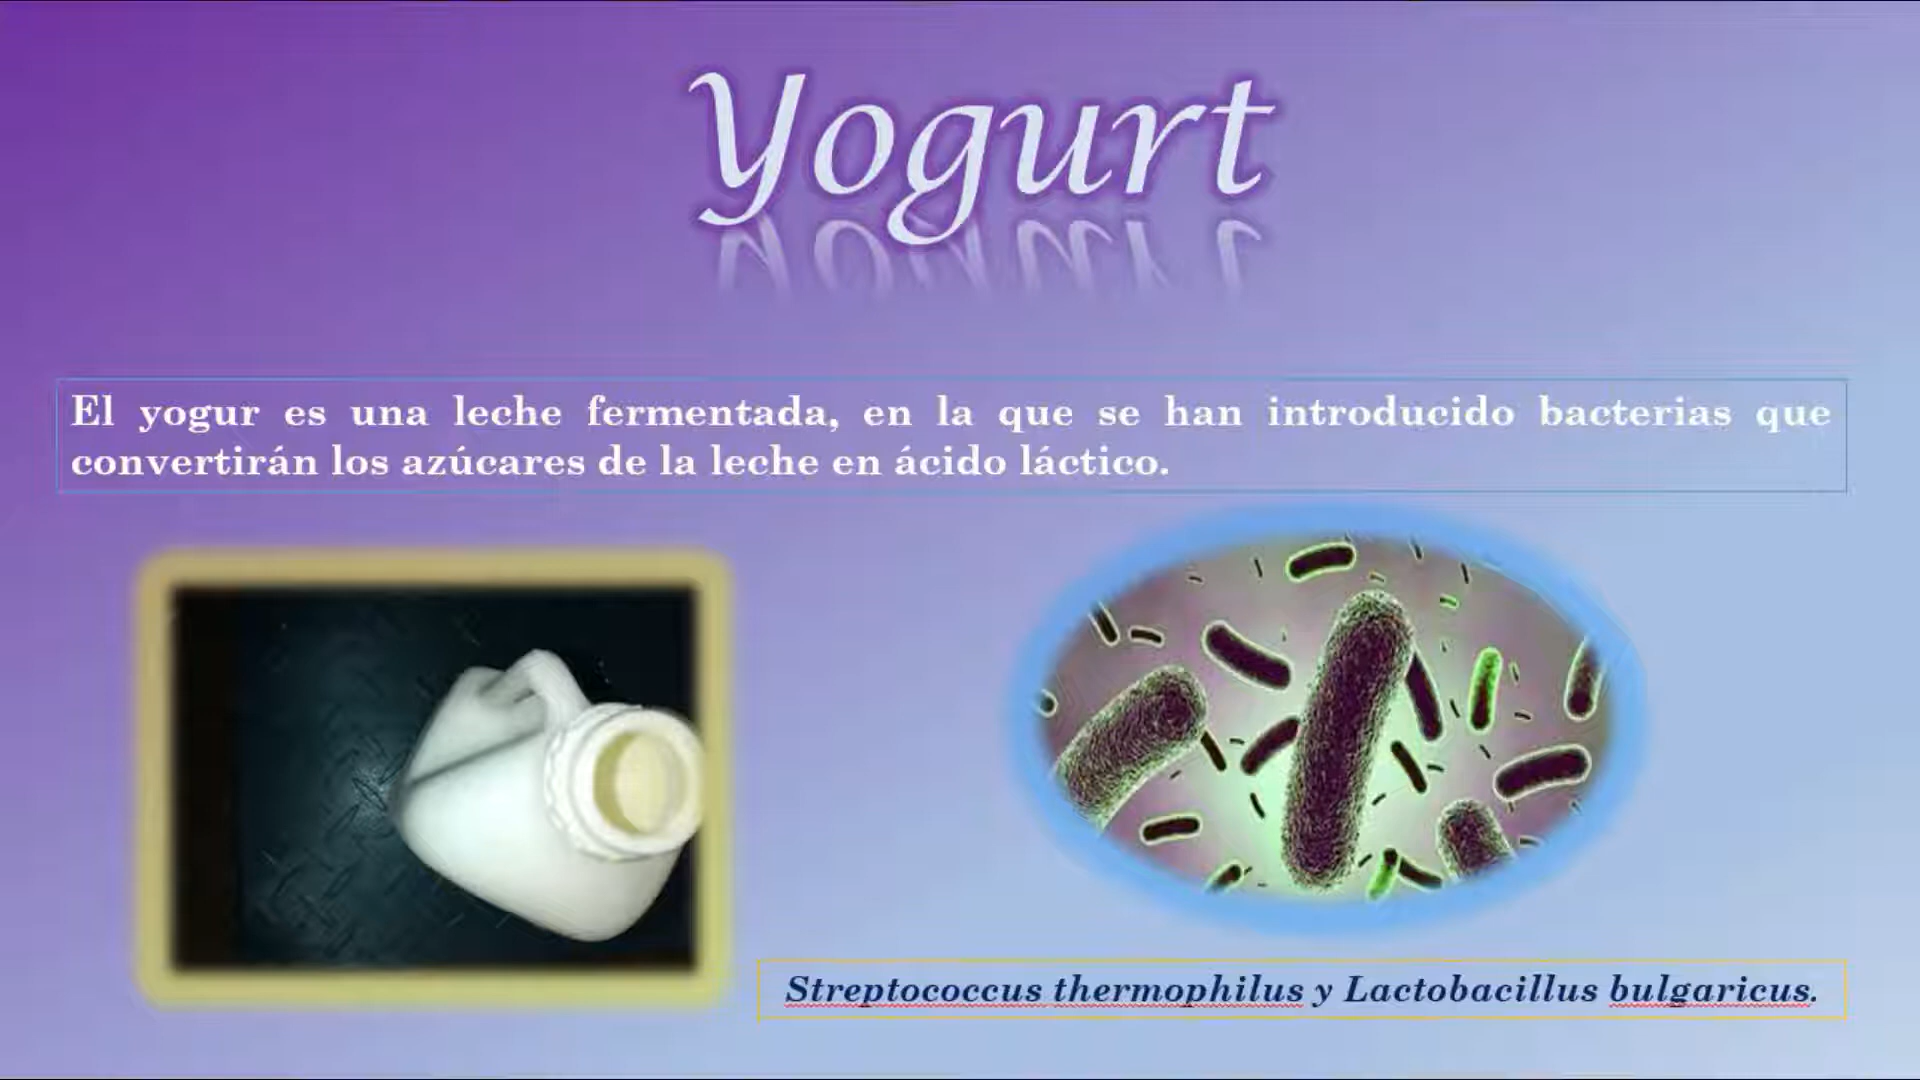 Yogurt
El yogur es una leche fermentada, en la que se han introducido bacterias que
convertirán los azúcares de la leche en ácido láctico.
Streptococcus thermophilus y Lactobacillus bulgaricus.